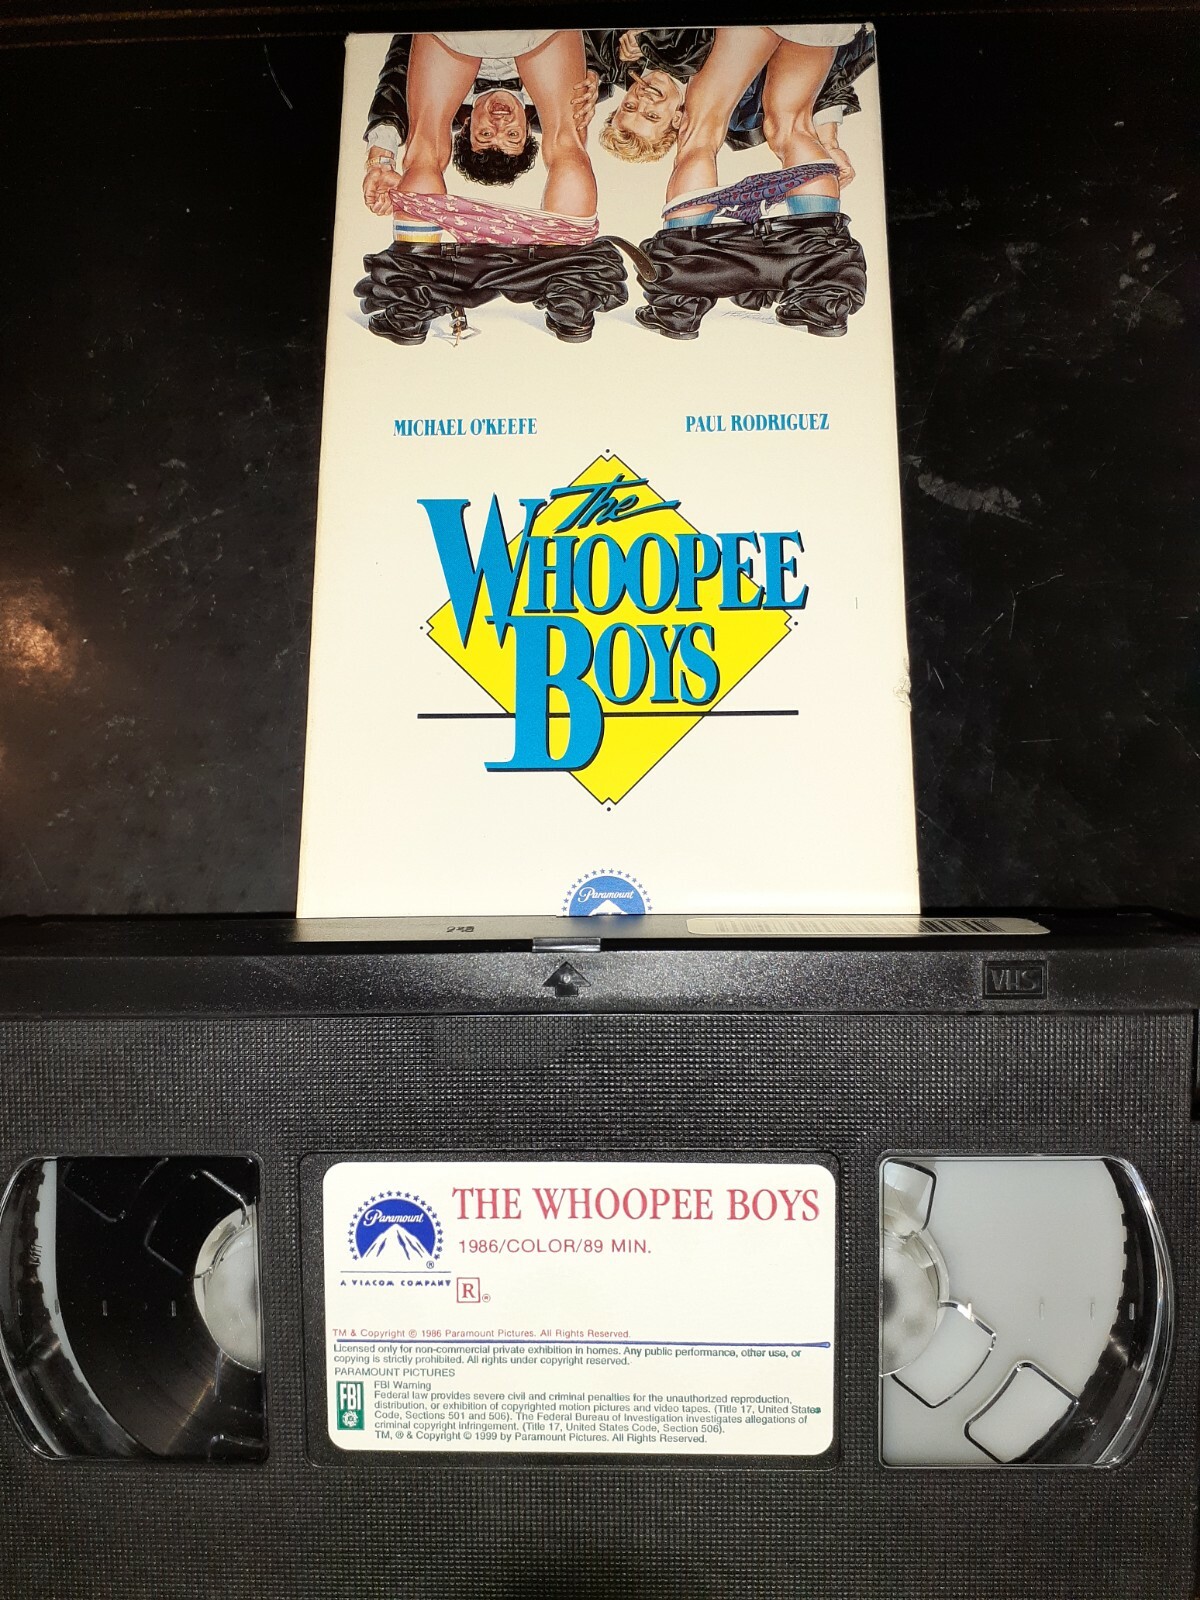 MICHAEL O'KEEFE
PAUL RODRIGUEZ
The
WHOOPEE
BOYS
Paramount
VHS
Paramount
®
A VIACOM COMPANY
THE WHOOPEE BOYS
1986/COLOR/89 MIN.
R ®
TM & Copyright © 1986 Paramount Pictures. All Rights Reserved.
Licensed only for non-commercial private exhibition in homes. Any public performance, other use, or
copying is strictly prohibited. All rights under copyright reserved.
PARAMOUNT PICTURES
FBI
FBI Warning
Federal law provides severe civil and criminal penalties for the unauthorized reproduction,
distribution, or exhibition of copyrighted motion pictures and video tapes. (Title 17, United States
Code, Sections 501 and 506). The Federal Bureau of Investigation investigates allegations of
criminal copyright infringement. (Title 17, United States Code, Section 506).
TM, ® & Copyright © 1999 by Paramount Pictures. All Rights Reserved.